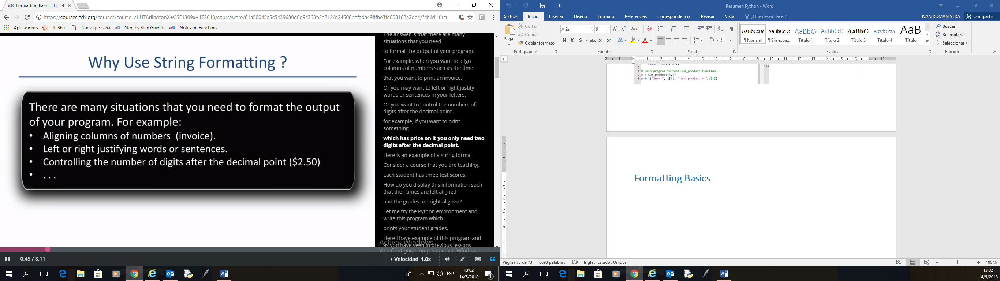 Formatting Basics | Fo
https://courses.edx.org/courses/course-v1:UTArlingtonX+CSE1309x+1T2018/courseware/81a50045a5c5439680d8d9c363b2a212/d24508befada498fbe3fe008168a2de4/?child=first
Aplicaciones IP 360° Nueva pestaña Step by Step Guideli Notes on Functions
Why Use String Formatting ?
There are many situations that you need to format the output
of your program. For example:
• Aligning columns of numbers (invoice).
• Left or right justifying words or sentences.
• Controlling the number of digits after the decimal point ($2.50)
• . . .
The answer is that there are many
situations that you need
to format the output of your program.
For example, when you want to align
columns of numbers such as the time
that you want to print an invoice.
Or you may want to left or right justify
words or sentences in your letters.
Or you want to control the numbers of
digits after the decimal point,
for example, if you want to print
something
which has price on it you only need two
digits after the decimal point.
Here is an example of a string format.
Consider a course that you are teaching.
Each student has three test scores.
How do you display this information such
that the names are left aligned
and the grades are right aligned?
Let me try the Python environment and
write this program which
prints your student grades.
Here I have example of this program and
as you have seen in previous lessons
Activar Windows
Ve a Configuración para activar Windows.
0:45 / 8:11
Velocidad 1.0x
ESP
13:02
14/5/2018
1
Resumen Python - Word
Archivo Inicio Insertar Diseño Formato Referencias Correspondencia Revisar Vista ¿Qué desea hacer? IVAN ROMAN VERA Compartir
Pegar
Cortar
Copiar
Copiar formato
Portapapeles
Arial 9
N K S abc x₂ x²
Fuente
Párrafo
AaBbCcDc AaBbCcDc AaBbC( AaBbCcE AaBbC( AaBbCcDc AaB
¶ Normal ¶ Sin espa... Título 1 Título 2 Título 3 Título 4 Título
Estilos
Buscar
Reemplazar
Seleccionar
Edición
5
6 # Main program to test sum_product function
7 z = sum_product(3,5)
8 print("Sum= ", z[0], " and product = ",z[1])
>>>
Formatting Basics
Página 73 de 73 6693 palabras Inglés (Estados Unidos) 100 %
13:02
14/5/2018